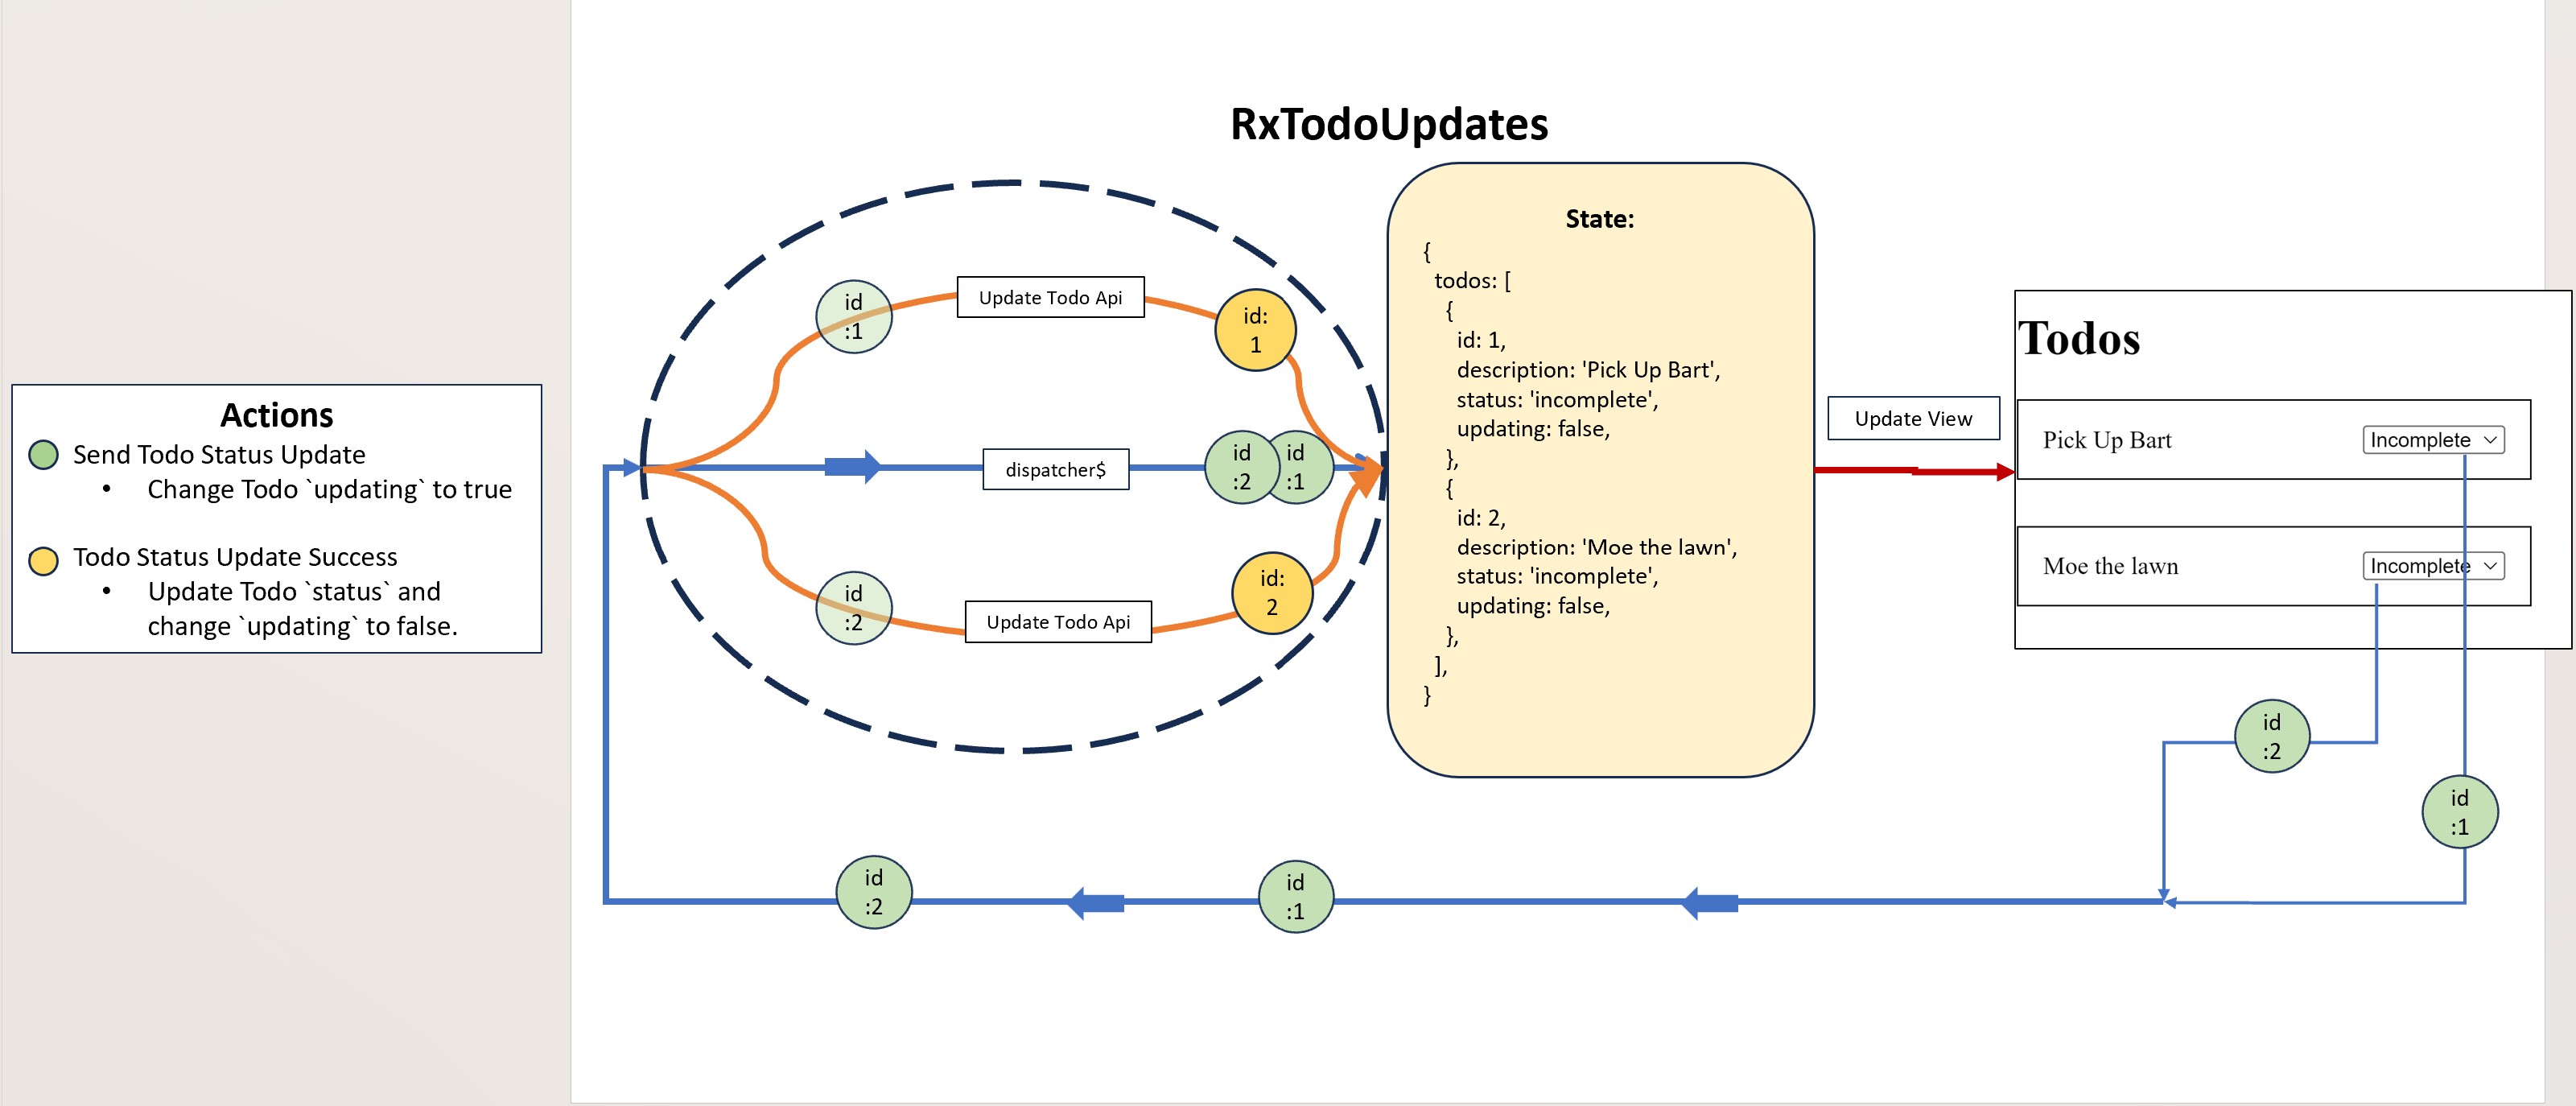 RxTodoUpdates
Actions
Send Todo Status Update
• Change Todo `updating` to true
Todo Status Update Success
• Update Todo `status` and
change `updating` to false.
id
:1
Update Todo Api
id:
1
dispatcher$
id
:2
id
:1
id
:2
Update Todo Api
id:
2
State:
{
todos: [
{
id: 1,
description: 'Pick Up Bart',
status: 'incomplete',
updating: false,
},
{
id: 2,
description: 'Moe the lawn',
status: 'incomplete',
updating: false,
},
],
}
Update View
Todos
Pick Up Bart
Incomplete
Moe the lawn
Incomplete
id
:2
id
:1
id
:2
id
:1